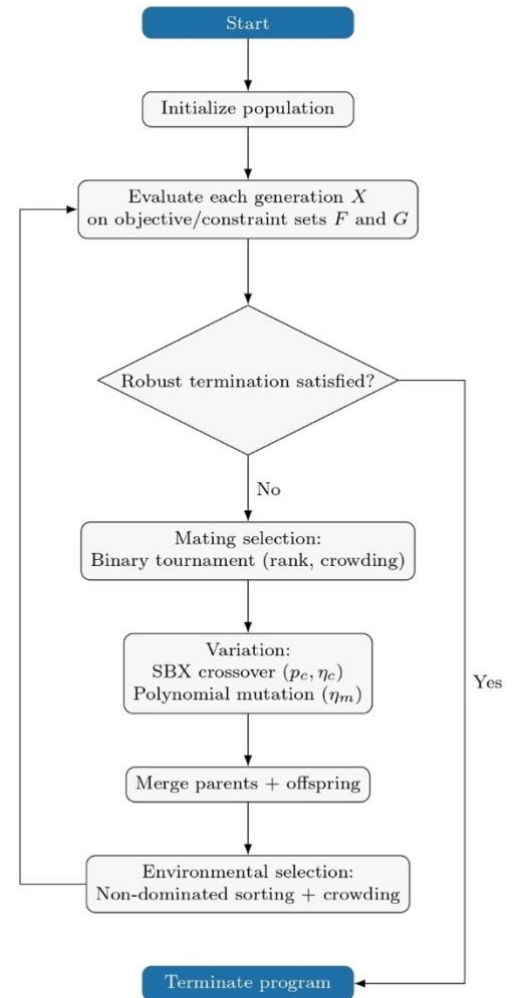 Start
Initialize population
Evaluate each generation X
on objective/constraint sets F and G
Robust termination satisfied?
No
Mating selection:
Binary tournament (rank, crowding)
Variation:
SBX crossover (p_c, η_c)
Polynomial mutation (η_m)
Yes
Merge parents + offspring
Environmental selection:
Non-dominated sorting + crowding
Terminate program